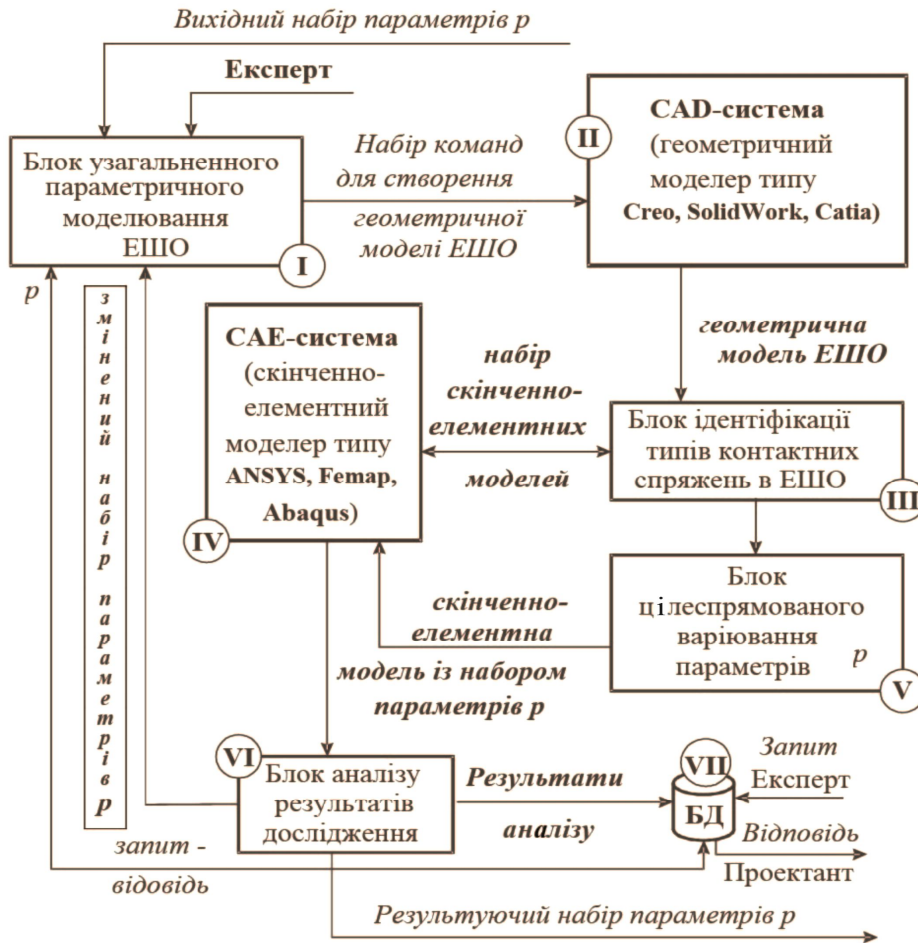 Вихідний набір параметрів p
Експерт
Блок узагальненного
параметричного
моделювання
ЕШО
I
Набір команд
для створення
геометричної
моделі ЕШО
II
CAD-система
(геометричний
моделер типу
Creo, SolidWork, Catia)
p
змінений набір параметрів p
CAE-система
(скінченно-
елементний
моделер типу
ANSYS, Femap,
Abaqus)
IV
набір
скінченно-
елементних
моделей
геометрична
модель ЕШО
Блок ідентіфікації
типів контактних
спряжень в ЕШО
III
скінченно-
елементна
модель із набором
параметрів p
Блок
цілеспрямованого
варіювання
параметрів p
V
VI
Блок аналізу
результатів
дослідження
Результати
аналізу
VII
БД
Запит
Експерт
Відповідь
Проектант
запит -
відовідь
Результуючий набір параметрів p